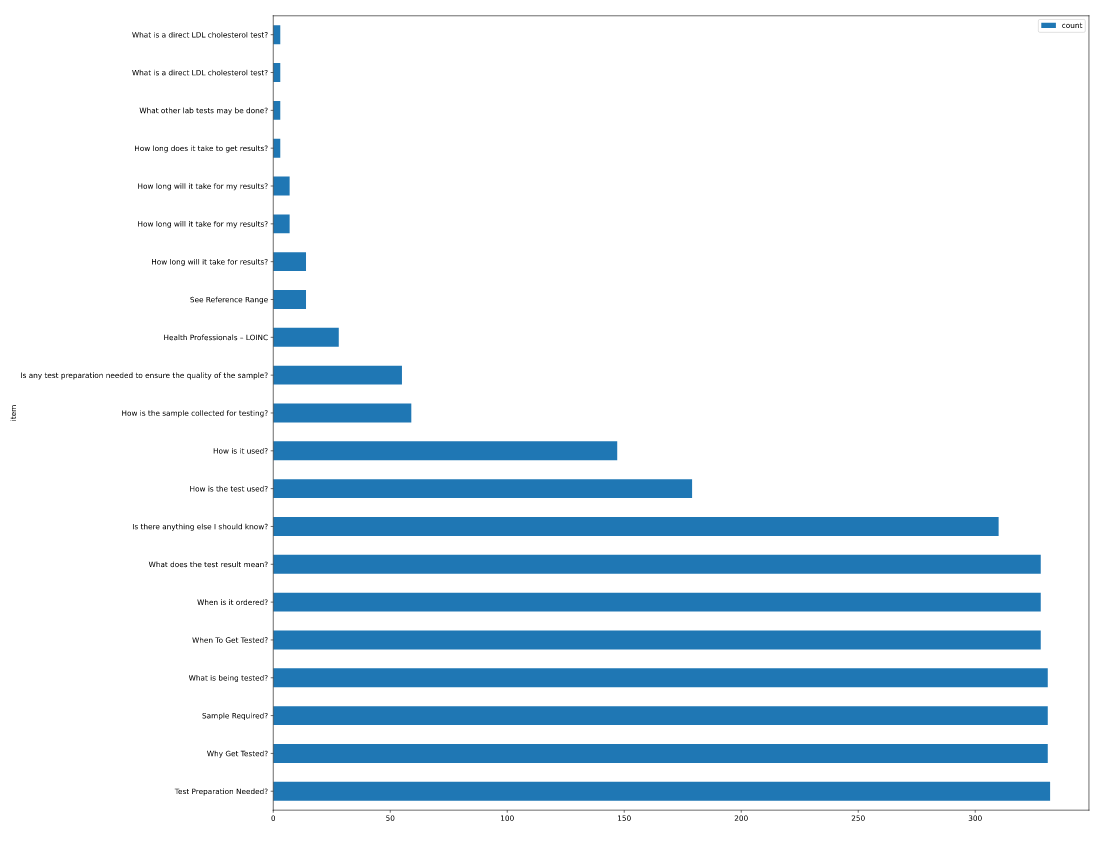 count
What is a direct LDL cholesterol test?
What is a direct LDL cholesterol test?
What other lab tests may be done?
How long does it take to get results?
How long will it take for my results?
How long will it take for my results?
How long will it take for results?
See Reference Range
Health Professionals – LOINC
Is any test preparation needed to ensure the quality of the sample?
item
How is the sample collected for testing?
How is it used?
How is the test used?
Is there anything else I should know?
What does the test result mean?
When is it ordered?
When To Get Tested?
What is being tested?
Sample Required?
Why Get Tested?
Test Preparation Needed?
0 50 100 150 200 250 300